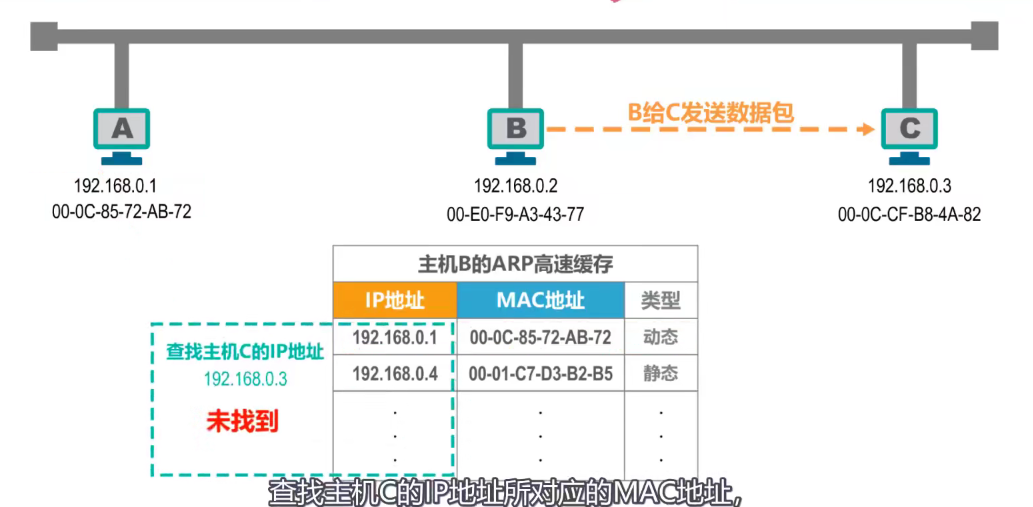 A
B
B给C发送数据包
C
192.168.0.1
00-0C-85-72-AB-72
192.168.0.2
00-E0-F9-A3-43-77
192.168.0.3
00-0C-CF-B8-4A-82
主机B的ARP高速缓存
IP地址 MAC地址 类型
192.168.0.1 00-0C-85-72-AB-72 动态
192.168.0.4 00-01-C7-D3-B2-B5 静态
. . .
. . .
. . .
查找主机C的IP地址
192.168.0.3
未找到
查找主机C的IP地址所对应的MAC地址,